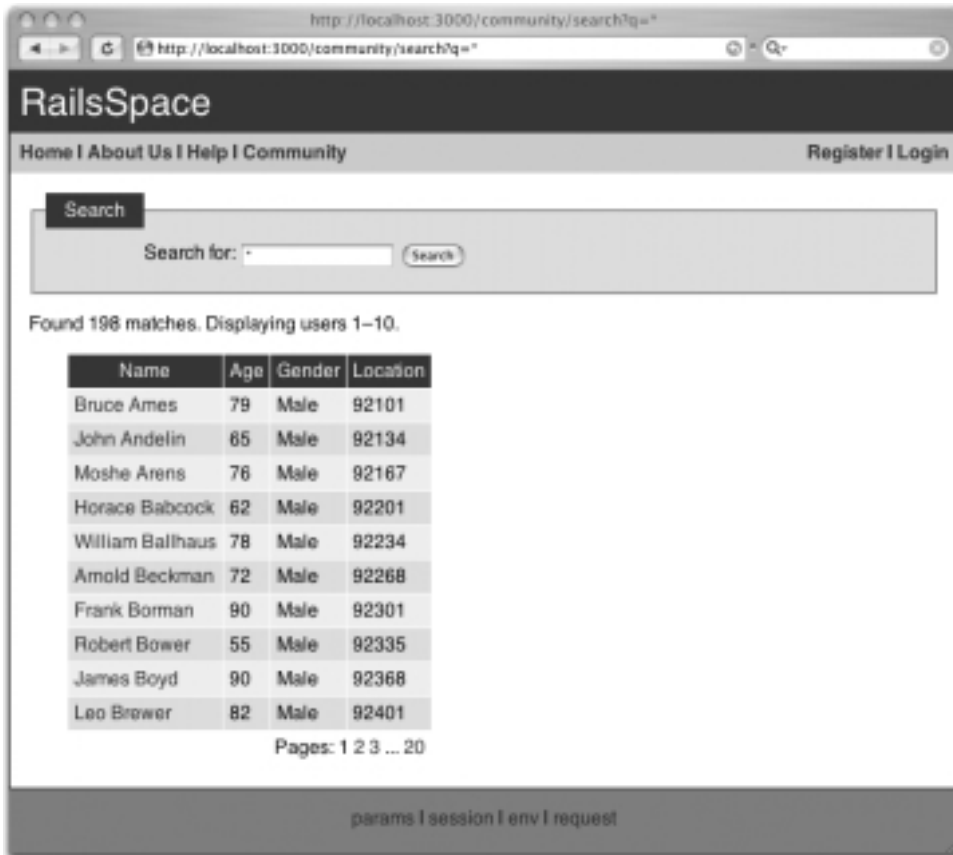 http://localhost:3000/community/search?q=*
http://localhost:3000/community/search?q=*
RailsSpace
Home | About Us | Help | Community Register | Login
Search
Search for: * Search
Found 198 matches. Displaying users 1–10.
Name Age Gender Location
Bruce Ames 79 Male 92101
John Andelin 65 Male 92134
Moshe Arens 76 Male 92167
Horace Babcock 62 Male 92201
William Ballhaus 78 Male 92234
Arnold Beckman 72 Male 92268
Frank Borman 90 Male 92301
Robert Bower 55 Male 92335
James Boyd 90 Male 92368
Leo Brewer 82 Male 92401
Pages: 1 2 3 ... 20
params | session | env | request